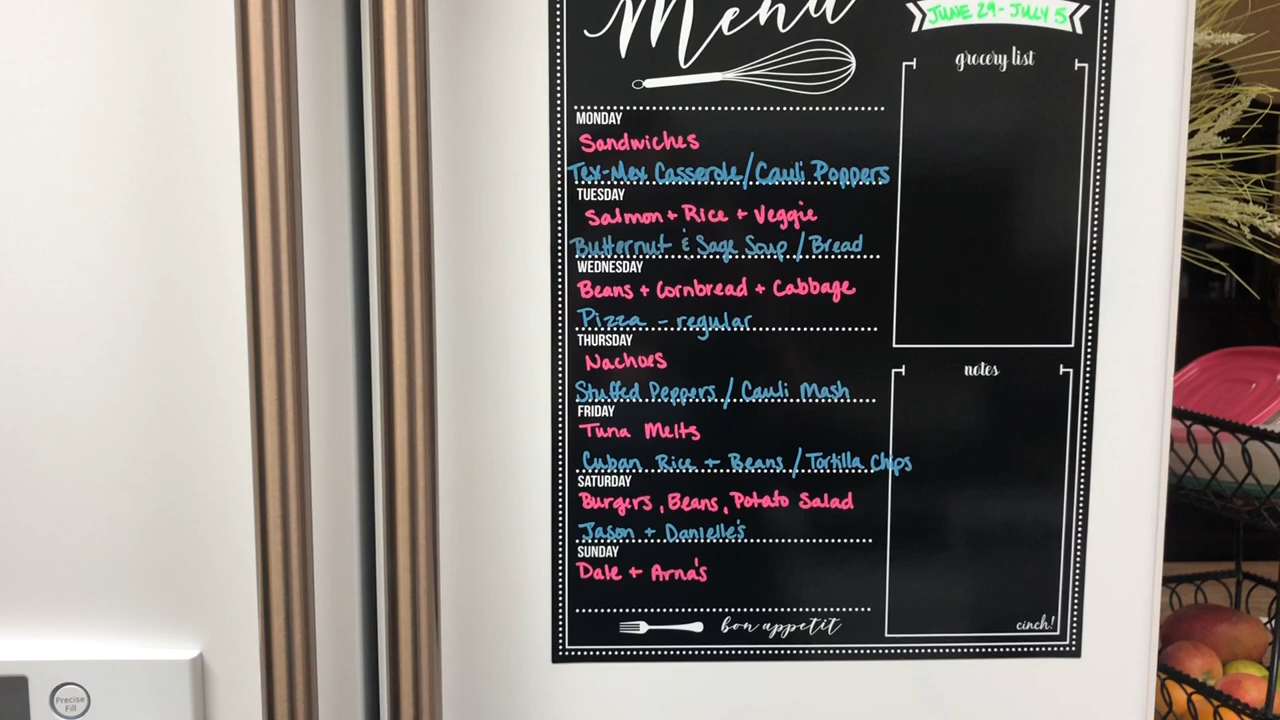 Menu
JUNE 29 - JULY 5
MONDAY
Sandwiches
Tex-Mex Casserole/Cauli Poppers
TUESDAY
Salmon + Rice + Veggie
Butternut & Sage Soup / Bread
WEDNESDAY
Beans + Cornbread + Cabbage
Pizza - regular
THURSDAY
Nachoes
Stuffed Peppers / Cauli Mash
FRIDAY
Tuna Melts
Cuban Rice + Beans / Tortilla Chips
SATURDAY
Burgers, Beans, Potato Salad
Jason + Danielle's
SUNDAY
Dale + Arna's
bon appetit
grocery list
notes
cinch!
Precise
Fill